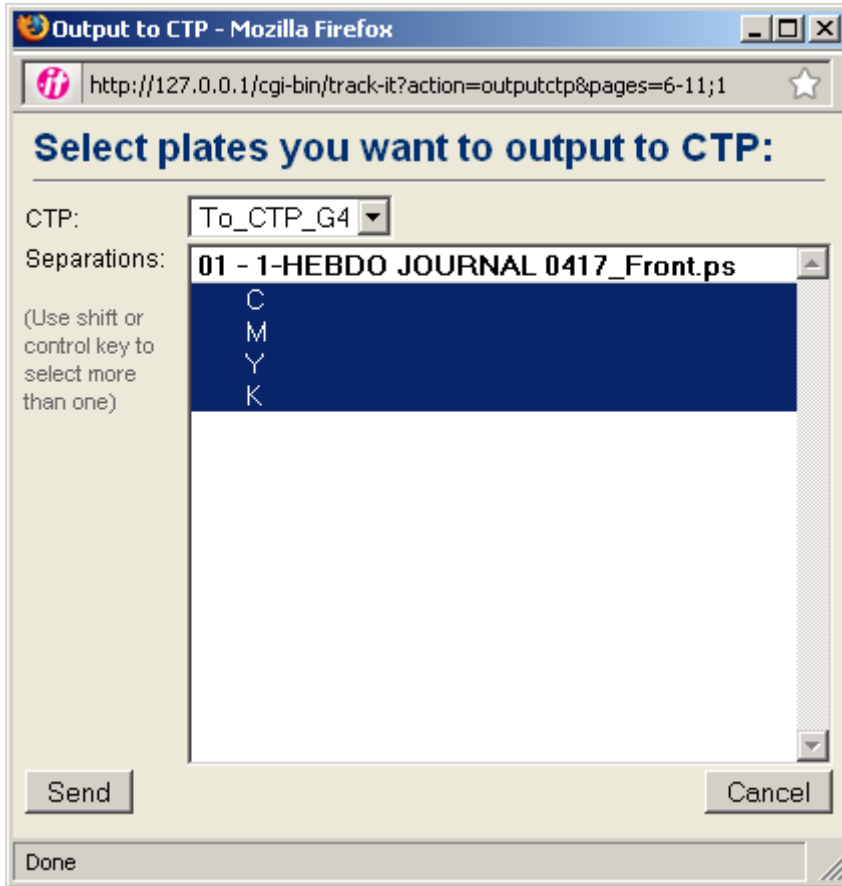 Output to CTP - Mozilla Firefox
it http://127.0.0.1/cgi-bin/track-it?action=outputctp&pages=6-11;1
Select plates you want to output to CTP:
CTP: To_CTP_G4
Separations: 01 - 1-HEBDO JOURNAL 0417_Front.ps
C
(Use shift or
M
control key to
Y
select more
K
than one)
Send Cancel
Done